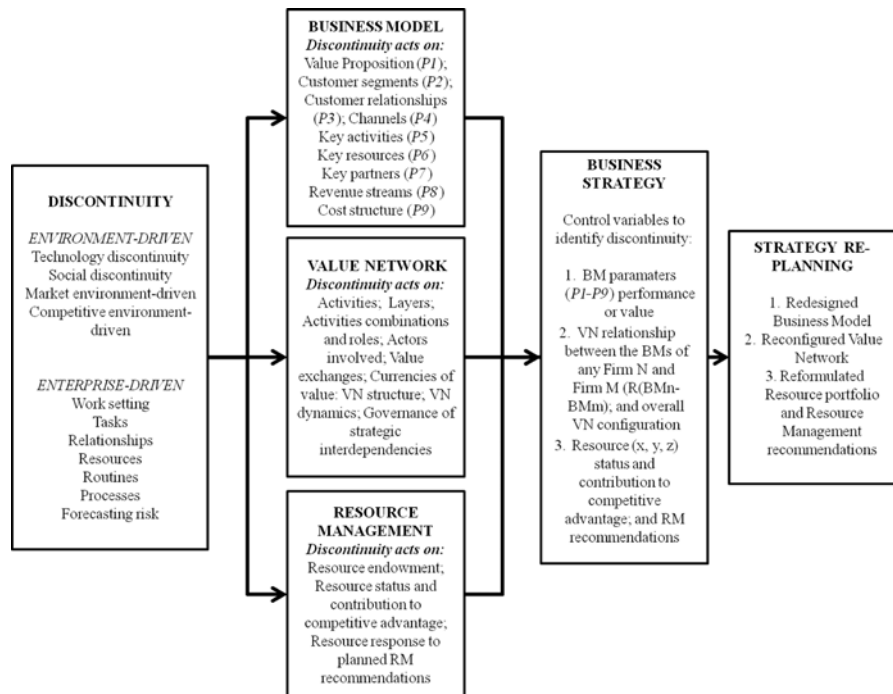 DISCONTINUITY
ENVIRONMENT-DRIVEN
Technology discontinuity
Social discontinuity
Market environment-driven
Competitive environment-
driven
ENTERPRISE-DRIVEN
Work setting
Tasks
Relationships
Resources
Routines
Processes
Forecasting risk
BUSINESS MODEL
Discontinuity acts on:
Value Proposition (P1);
Customer segments (P2);
Customer relationships
(P3); Channels (P4)
Key activities (P5)
Key resources (P6)
Key partners (P7)
Revenue streams (P8)
Cost structure (P9)
VALUE NETWORK
Discontinuity acts on:
Activities; Layers;
Activities combinations
and roles; Actors
involved; Value
exchanges; Currencies of
value: VN structure; VN
dynamics; Governance of
strategic
interdependencies
RESOURCE
MANAGEMENT
Discontinuity acts on:
Resource endowment;
Resource status and
contribution to
competitive advantage;
Resource response to
planned RM
recommendations
BUSINESS
STRATEGY
Control variables to
identify discontinuity:
1. BM paramaters
(P1-P9) performance
or value
2. VN relationship
between the BMs of
any Firm N and
Firm M (R(BMn-
BMm); and overall
VN configuration
3. Resource (x, y, z)
status and
contribution to
competitive
advantage; and RM
recommendations
STRATEGY RE-
PLANNING
1. Redesigned
Business Model
2. Reconfigured Value
Network
3. Reformulated
Resource portfolio
and Resource
Management
recommendations